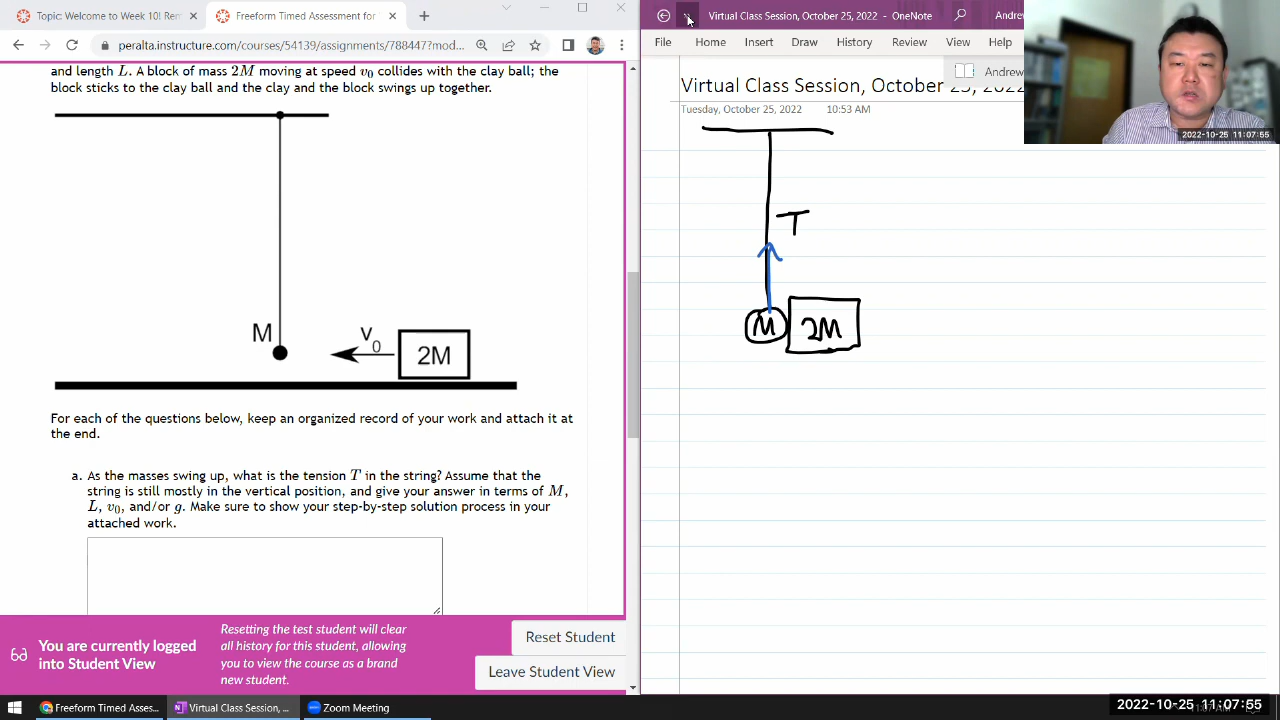 Topic: Welcome to Week 10! Rem
Freeform Timed Assessment for
peralta.instructure.com/courses/54139/assignments/788447?mod...
and length L. A block of mass 2M moving at speed v0 collides with the clay ball; the
block sticks to the clay ball and the clay and the block swings up together.
M
v0
2M
For each of the questions below, keep an organized record of your work and attach it at
the end.
a. As the masses swing up, what is the tension T in the string? Assume that the
string is still mostly in the vertical position, and give your answer in terms of M,
L, v0, and/or g. Make sure to show your step-by-step solution process in your
attached work.
You are currently logged
into Student View
Resetting the test student will clear
all history for this student, allowing
you to view the course as a brand
new student.
Reset Student
Leave Student View
Virtual Class Session, October 25, 2022 - OneNote
Andrew
File Home Insert Draw History Review View Help
Andrew
Virtual Class Session, October 25, 2022
Tuesday, October 25, 2022 10:53 AM
T
M
2M
2022-10-25 11:07:55
Freeform Timed Asses...
Virtual Class Session, ...
Zoom Meeting
2022-10-25 11:07:55